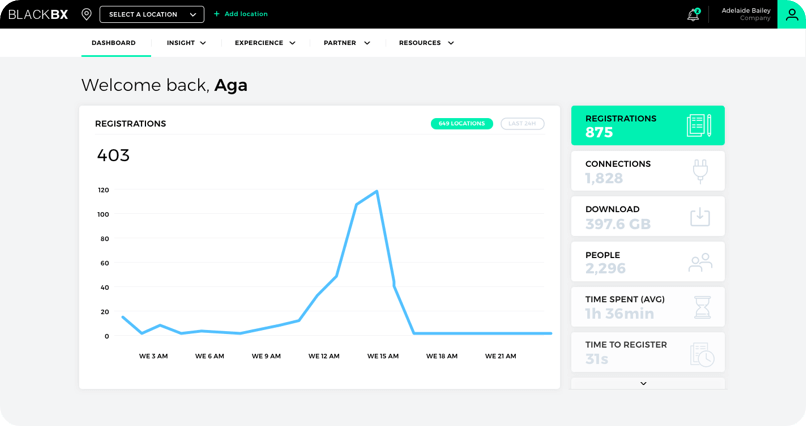 BLACKBX
SELECT A LOCATION
+ Add location
2
Adelaide Bailey
Company
DASHBOARD
INSIGHT
EXPERCIENCE
PARTNER
RESOURCES
Welcome back, Aga
REGISTRATIONS
649 LOCATIONS
LAST 24H
403
120
100
80
60
40
20
0
WE 3 AM
WE 6 AM
WE 9 AM
WE 12 AM
WE 15 AM
WE 18 AM
WE 21 AM
REGISTRATIONS
875
CONNECTIONS
1,828
DOWNLOAD
397.6 GB
PEOPLE
2,296
TIME SPENT (AVG)
1h 36min
TIME TO REGISTER
31s